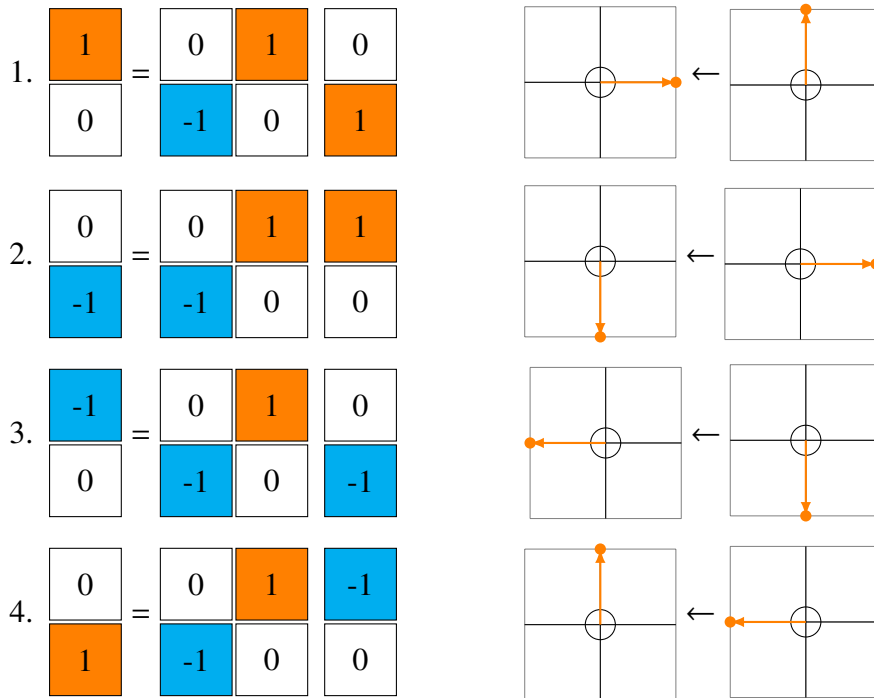 1 0 1 0
1. = ←
0 -1 0 1
0 0 1 1
2. = ←
-1 -1 0 0
-1 0 1 0
3. = ←
0 -1 0 -1
0 0 1 -1
4. = ←
1 -1 0 0